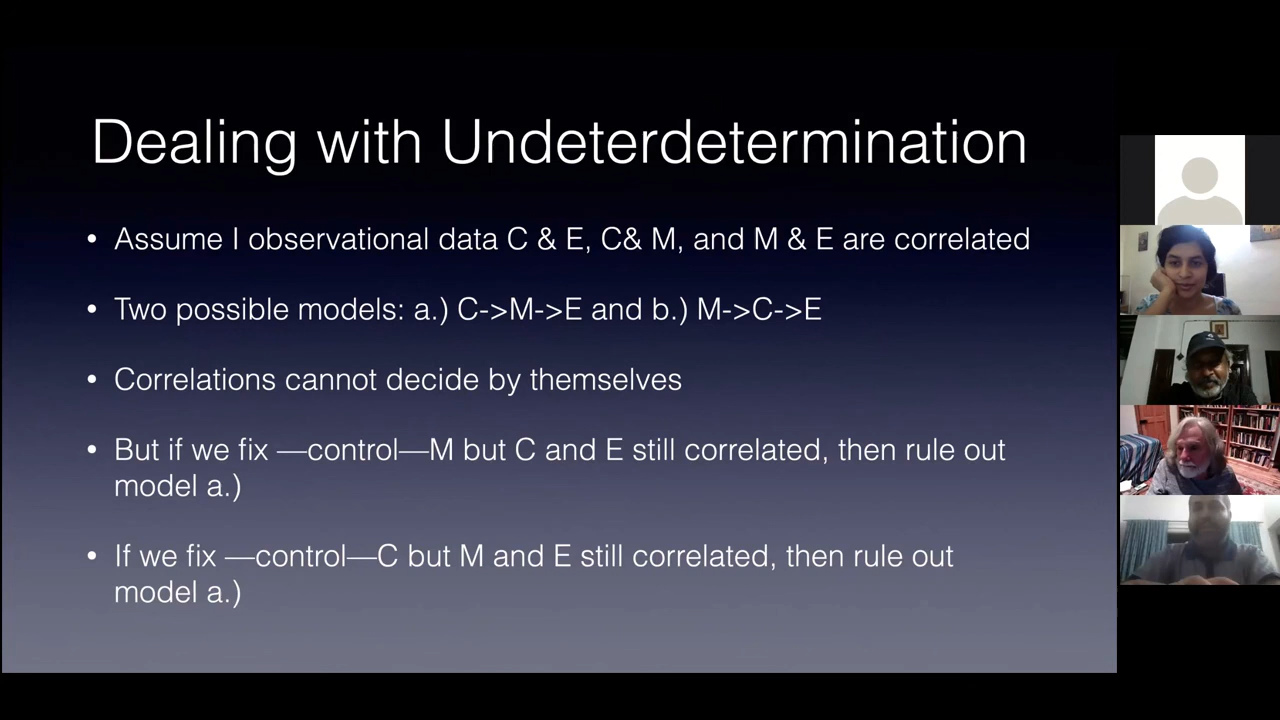 Dealing with Undeterdetermination
• Assume I observational data C & E, C& M, and M & E are correlated
• Two possible models: a.) C->M->E and b.) M->C->E
• Correlations cannot decide by themselves
• But if we fix —control—M but C and E still correlated, then rule out
model a.)
• If we fix —control—C but M and E still correlated, then rule out
model a.)